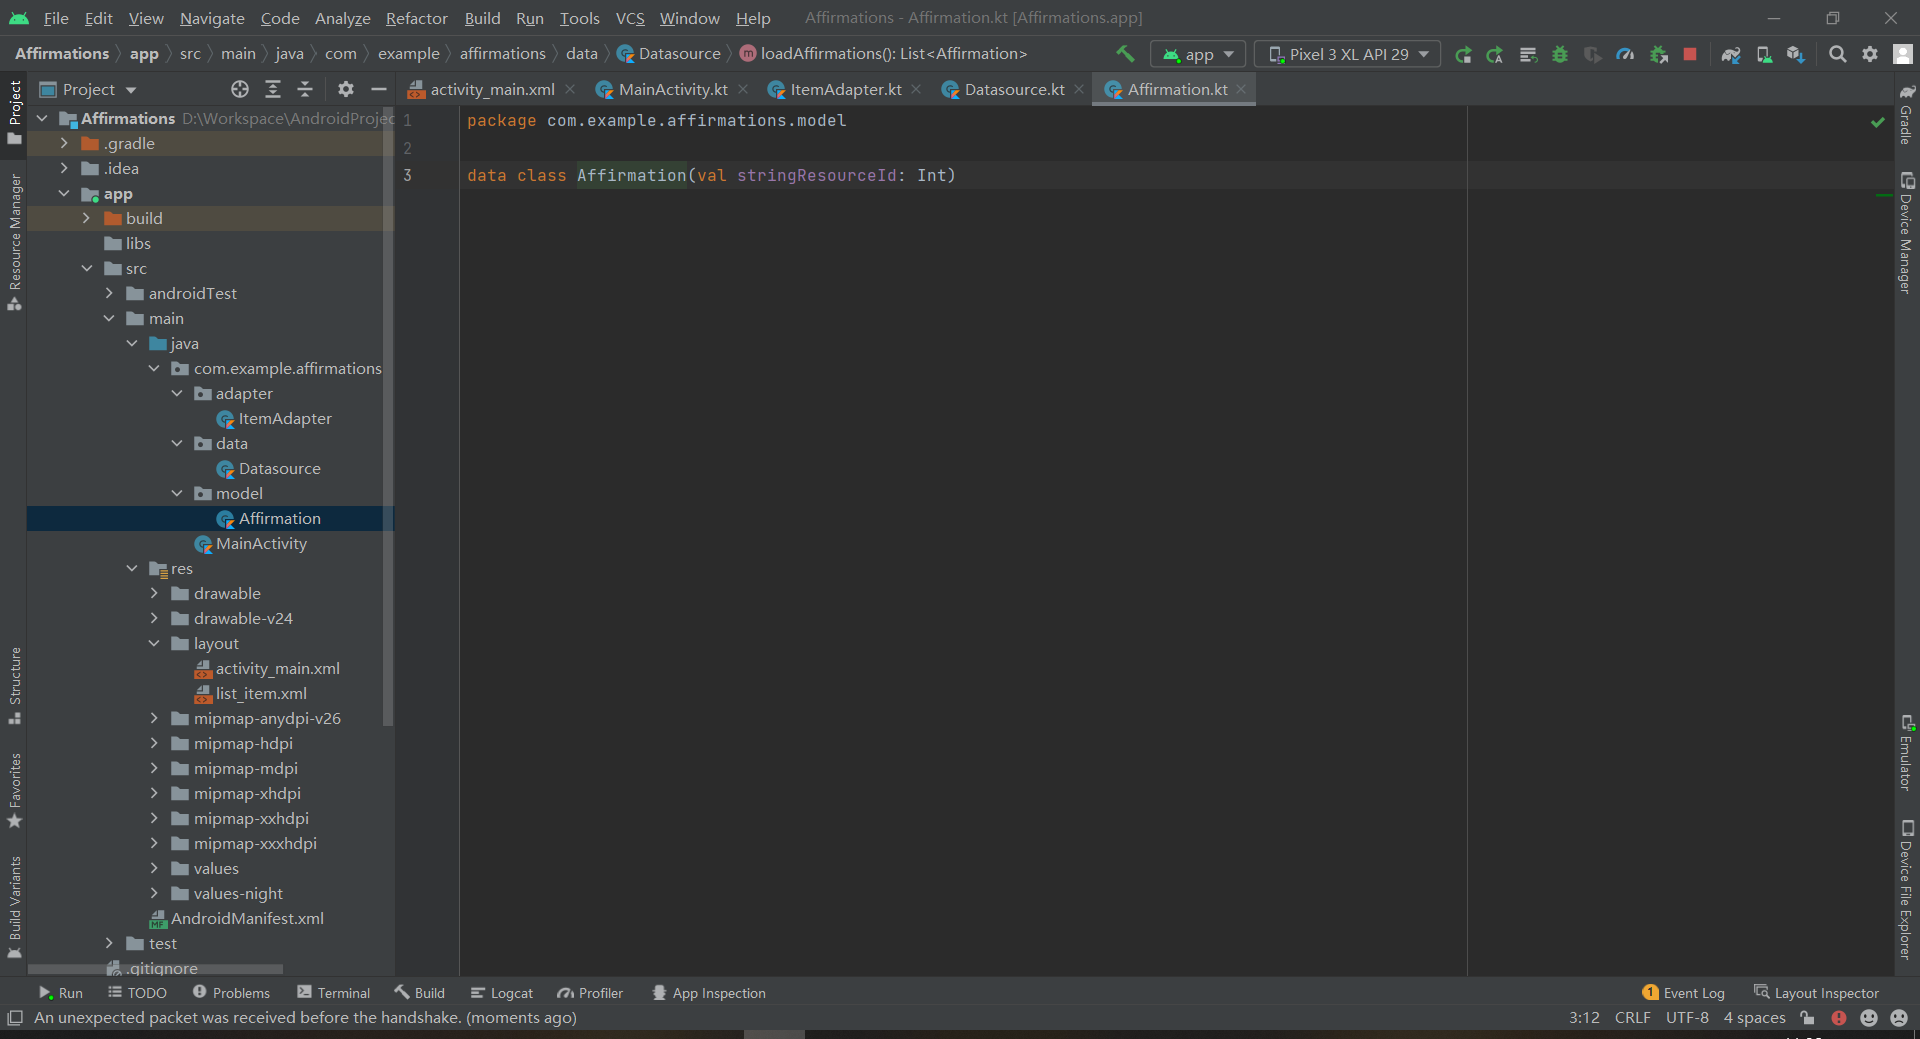 File Edit View Navigate Code Analyze Refactor Build Run Tools VCS Window Help Affirmations - Affirmation.kt [Affirmations.app]
Affirmations app src main java com example affirmations data Datasource loadAffirmations(): List<Affirmation> app Pixel 3 XL API 29
Project
activity_main.xml MainActivity.kt ItemAdapter.kt Datasource.kt Affirmation.kt
Affirmations D:\Workspace\AndroidProjec
.gradle
.idea
app
build
libs
src
androidTest
main
java
com.example.affirmations
adapter
ItemAdapter
data
Datasource
model
Affirmation
MainActivity
res
drawable
drawable-v24
layout
activity_main.xml
list_item.xml
mipmap-anydpi-v26
mipmap-hdpi
mipmap-mdpi
mipmap-xhdpi
mipmap-xxhdpi
mipmap-xxxhdpi
values
values-night
AndroidManifest.xml
test
.gitignore
1 package com.example.affirmations.model
2
3 data class Affirmation(val stringResourceId: Int)
Project
Resource Manager
Structure
Favorites
Build Variants
Gradle
Device Manager
Emulator
Device File Explorer
Run TODO Problems Terminal Build Logcat Profiler App Inspection 1 Event Log Layout Inspector
An unexpected packet was received before the handshake. (moments ago) 3:12 CRLF UTF-8 4 spaces